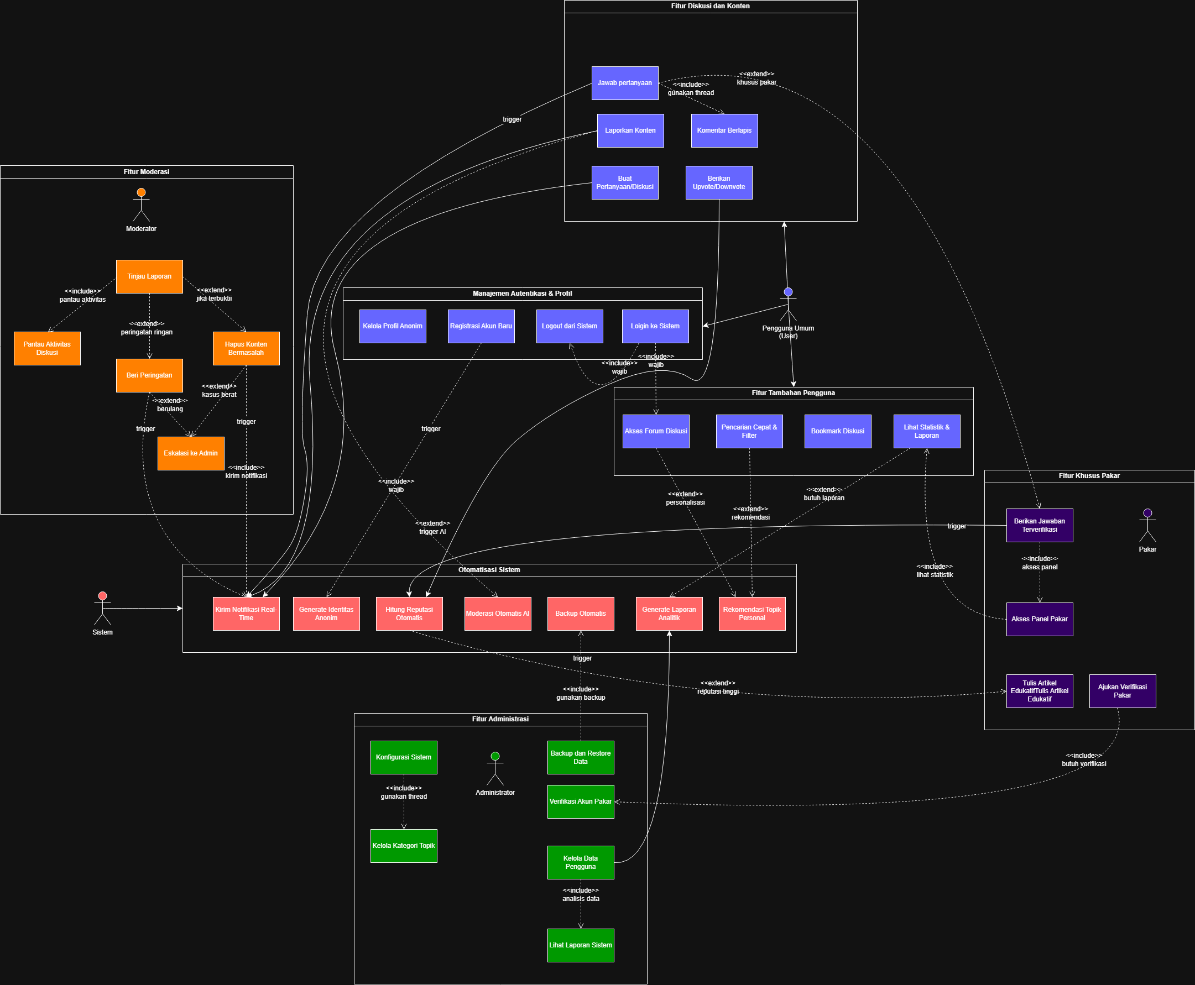 Fitur Diskusi dan Konten
Jawab pertanyaan
<<include>>
gunakan thread
<<extend>>
khusus pakar
trigger
Laporkan Konten
Komentar Berlapis
Buat
Pertanyaan/Diskusi
Berikan
Upvote/Downvote
Fitur Moderasi
Moderator
Tinjau Laporan
<<include>>
pantau aktivitas
<<extend>>
jika terbukti
<<extend>>
peringatan ringan
Pantau Aktivitas
Diskusi
Hapus Konten
Bermasalah
Beri Peringatan
<<extend>>
kasus berat
<<extend>>
berulang
trigger
trigger
Eskalasi ke Admin
<<include>>
kirim notifikasi
Manajemen Autentikasi & Profil
Kelola Profil Anonim
Registrasi Akun Baru
Logout dari Sistem
Loigin ke Sistem
<<include>>
wajib
<<include>>
wajib
Pengguna Umum
(User)
Fitur Tambahan Pengguna
Akses Forum Diskusi
Pencarian Cepat &
Filter
Bookmark Diskusi
Lihat Statistik &
Laporan
trigger
<<include>>
wajib
<<extend>>
trigger AI
<<extend>>
personalisasi
<<extend>>
rekomendasi
<<extend>>
butuh laporan
Fitur Khusus Pakar
Berikan Jawaban
Terverifikasi
Pakar
trigger
<<include>>
akses panel
<<include>>
lihat statistik
Akses Panel Pakar
Tulis Artikel
EdukatifTulis Artikel
Edukatif
Ajukan Verifikasi
Pakar
<<include>>
butuh verifikasi
Otomatisasi Sistem
Sistem
Kirim Notifikasi Real
Time
Generate Identitas
Anonim
Hitung Reputasi
Otomatis
Moderasi Otomatis AI
Backup Otomatis
Generate Laporan
Analitik
Rekomendasi Topik
Personal
trigger
<<include>>
gunakan backup
<<extend>>
reputasi tinggi
Fitur Administrasi
Konfigurasi Sistem
Administrator
Backup dan Restore
Data
<<include>>
gunakan thread
Verifikasi Akun Pakar
Kelola Kategori Topik
Kelola Data
Pengguna
<<include>>
analisis data
Lihat Laporan Sistem